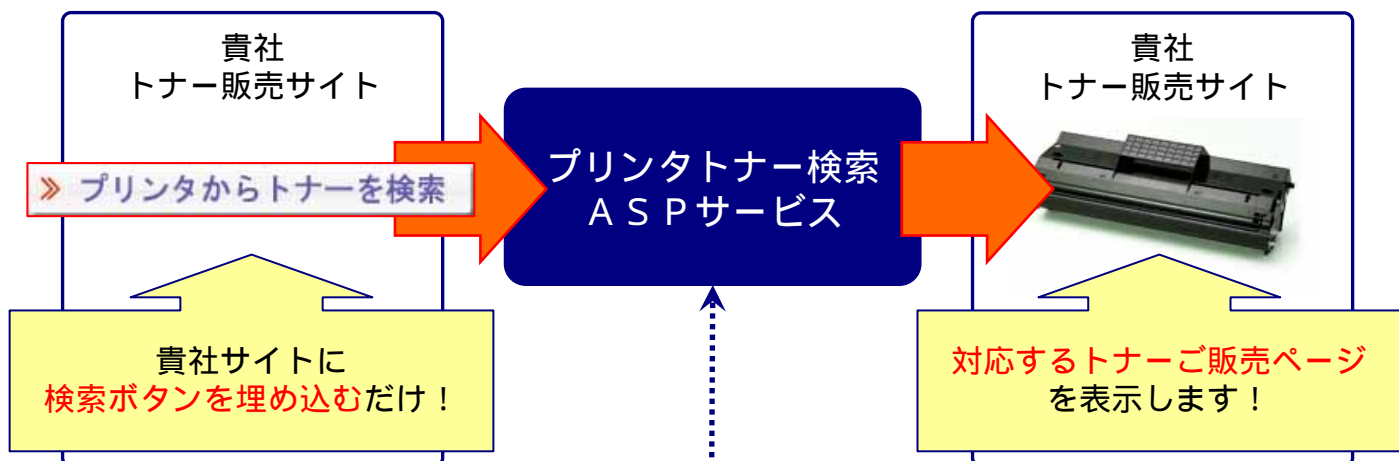 貴社
トナー販売サイト
≫ プリンタからトナーを検索
貴社サイトに
検索ボタンを埋め込むだけ！
プリンタトナー検索
ＡＳＰサービス
貴社
トナー販売サイト
対応するトナーご販売ページ
を表示します！